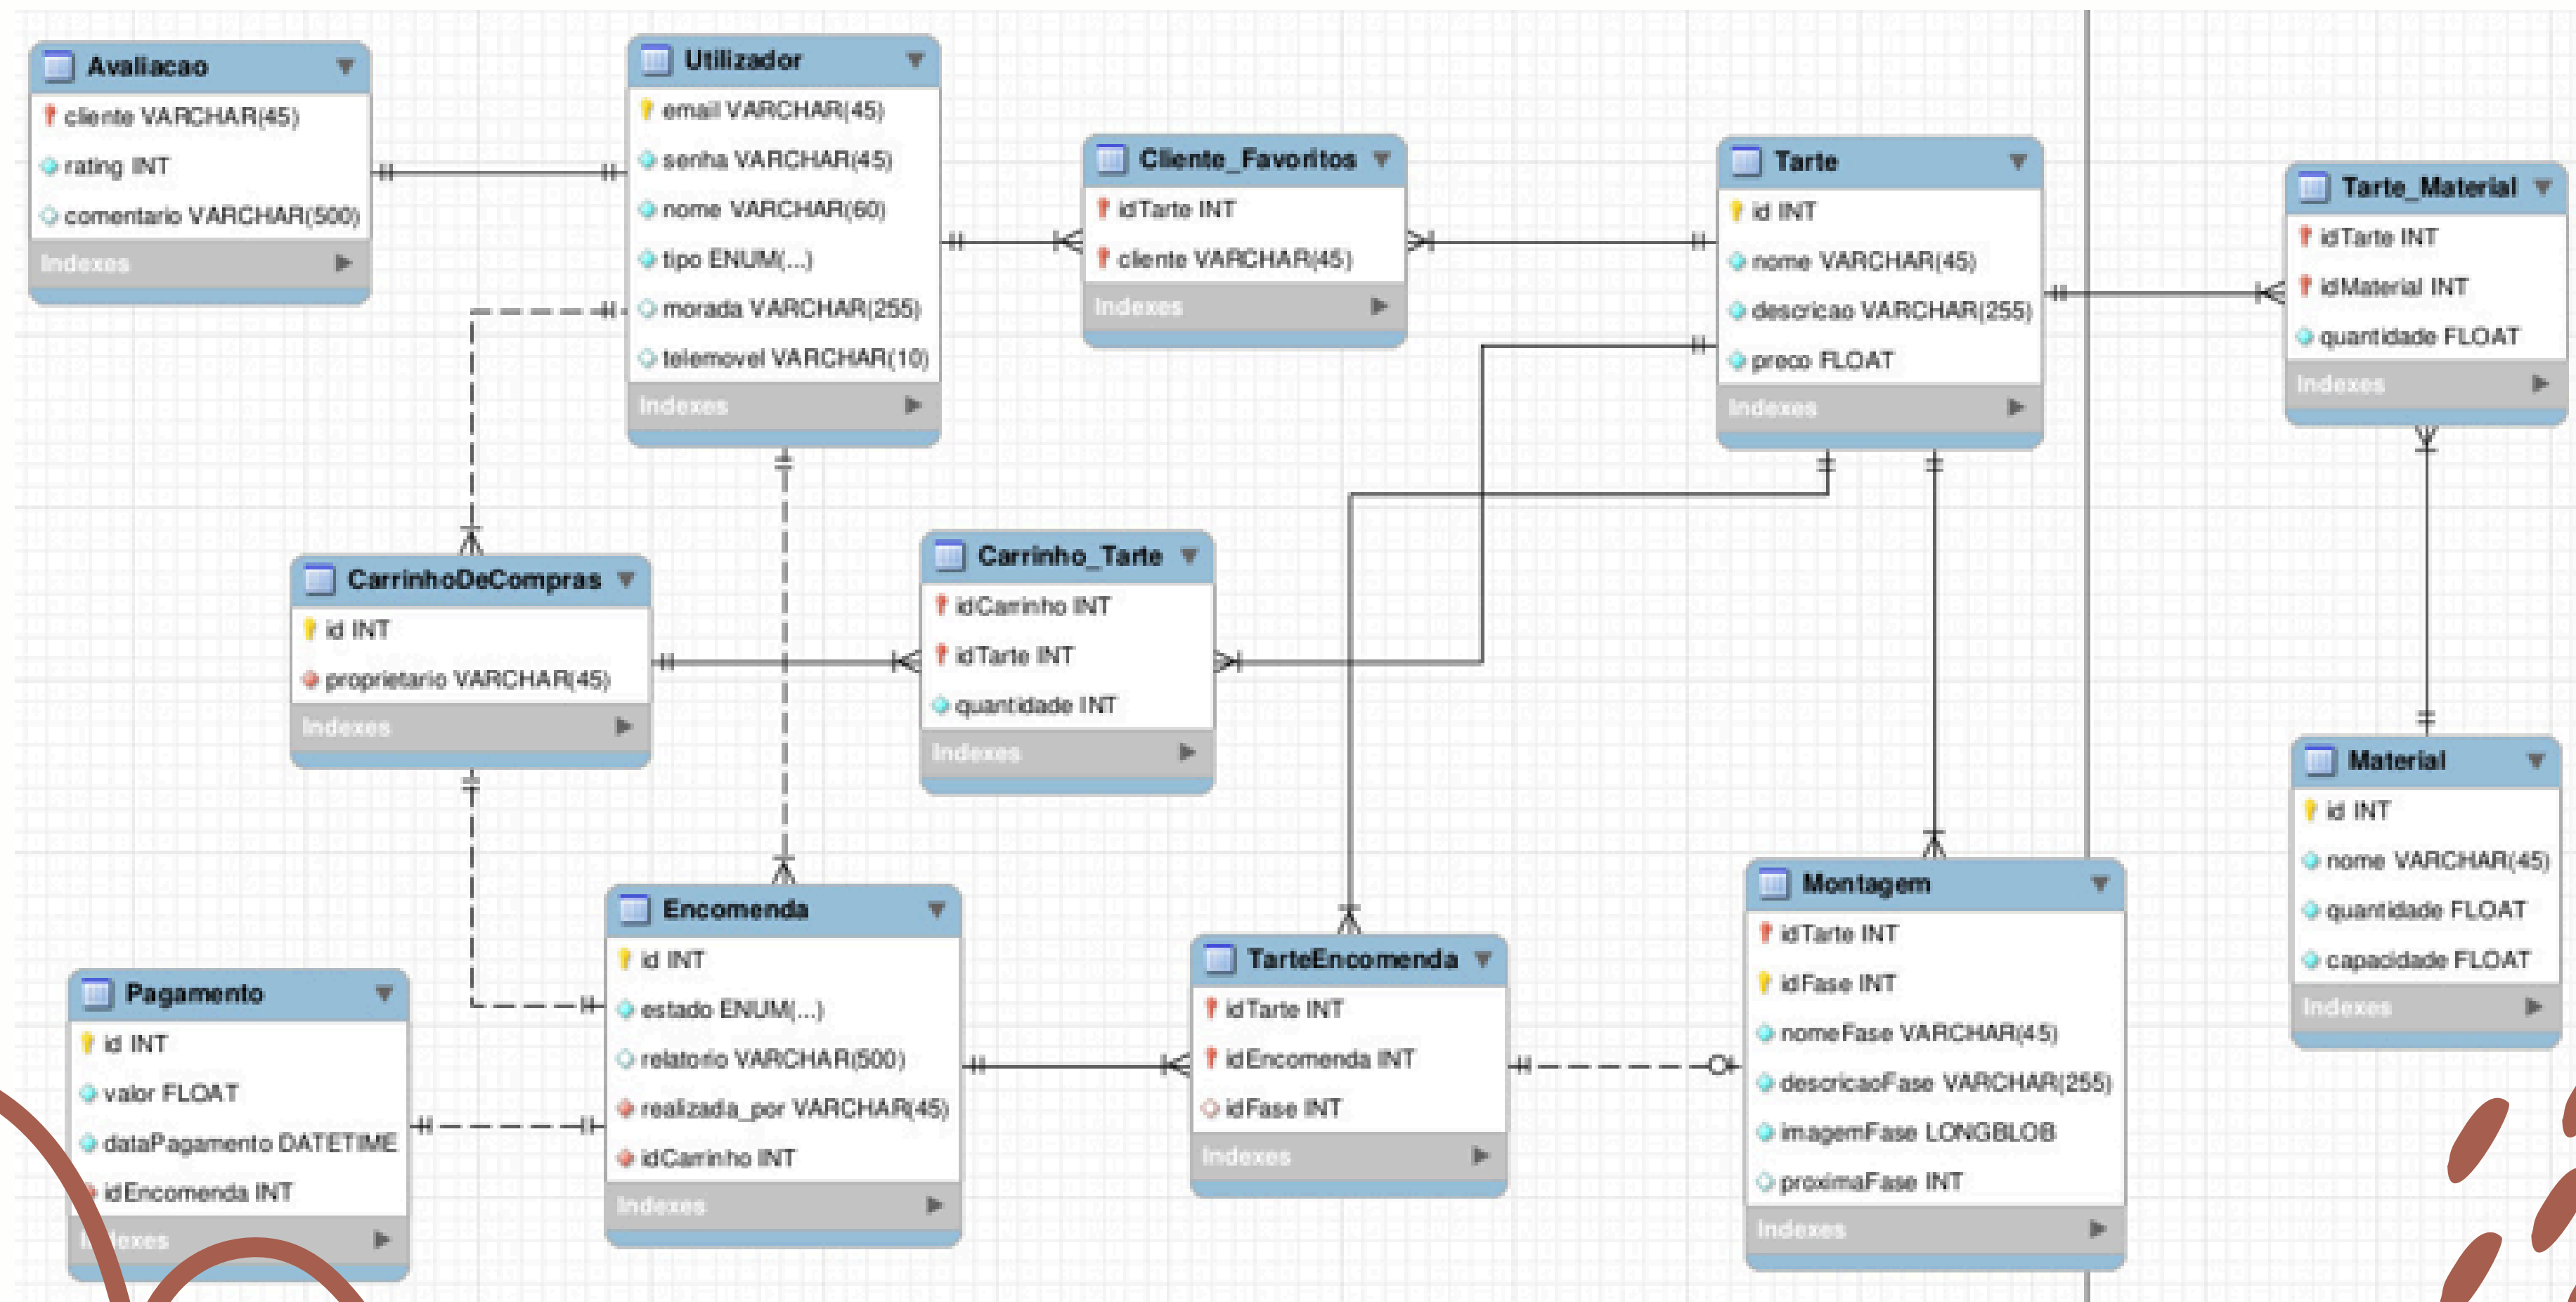 Avaliacao
cliente VARCHAR(45)
rating INT
comentario VARCHAR(500)
Indexes
Utilizador
email VARCHAR(45)
senha VARCHAR(45)
nome VARCHAR(60)
tipo ENUM(...)
morada VARCHAR(255)
telemovel VARCHAR(10)
Indexes
Cliente_Favoritos
idTarte INT
cliente VARCHAR(45)
Indexes
Tarte
id INT
nome VARCHAR(45)
descricao VARCHAR(255)
preco FLOAT
Indexes
Tarte_Material
idTarte INT
idMaterial INT
quantidade FLOAT
Indexes
CarrinhoDeCompras
id INT
proprietario VARCHAR(45)
Indexes
Carrinho_Tarte
idCarrinho INT
idTarte INT
quantidade INT
Indexes
Material
id INT
nome VARCHAR(45)
quantidade FLOAT
capacidade FLOAT
Indexes
Pagamento
id INT
valor FLOAT
dataPagamento DATETIME
idEncomenda INT
Indexes
Encomenda
id INT
estado ENUM(...)
relatorio VARCHAR(500)
realizada_por VARCHAR(45)
idCarrinho INT
Indexes
TarteEncomenda
idTarte INT
idEncomenda INT
idFase INT
Indexes
Montagem
idTarte INT
idFase INT
nomeFase VARCHAR(45)
descricaoFase VARCHAR(255)
imagemFase LONGBLOB
proximaFase INT
Indexes